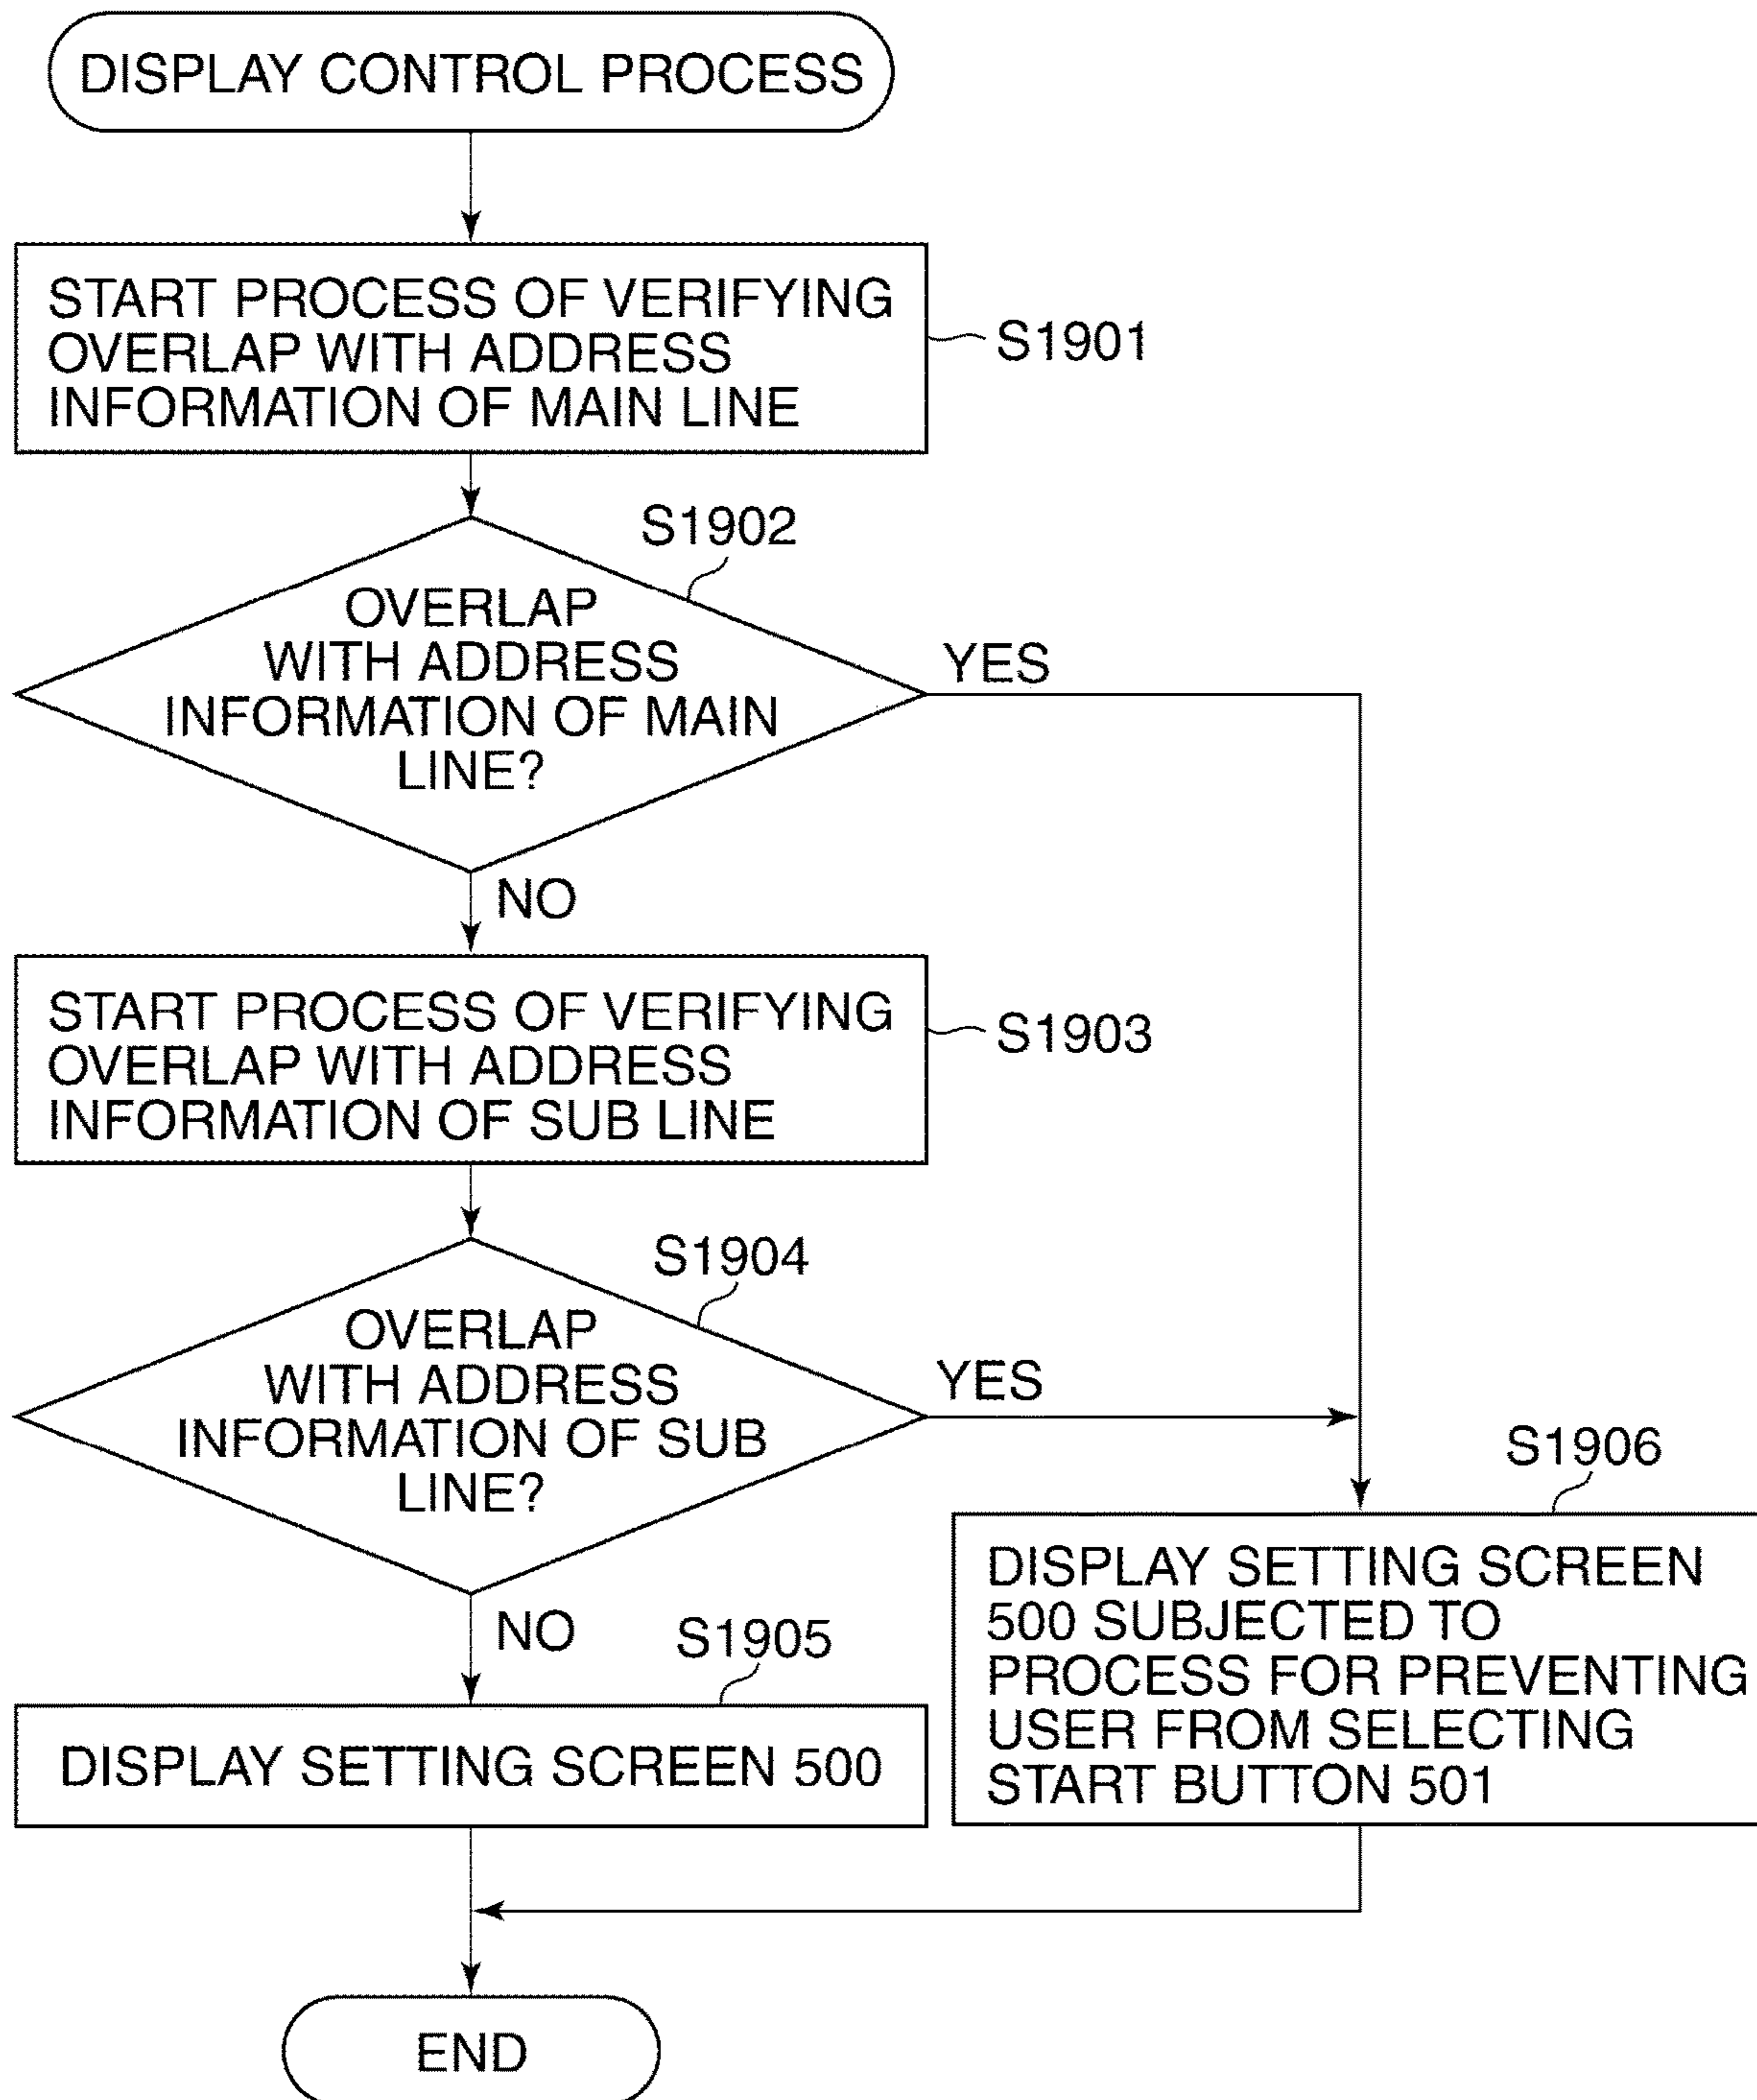 DISPLAY CONTROL PROCESS
START PROCESS OF VERIFYING
OVERLAP WITH ADDRESS
INFORMATION OF MAIN LINE
S1901
S1902
OVERLAP
WITH ADDRESS
INFORMATION OF MAIN
LINE?
YES
NO
START PROCESS OF VERIFYING
OVERLAP WITH ADDRESS
INFORMATION OF SUB LINE
S1903
S1904
OVERLAP
WITH ADDRESS
INFORMATION OF SUB
LINE?
YES
NO
S1905
DISPLAY SETTING SCREEN 500
S1906
DISPLAY SETTING SCREEN
500 SUBJECTED TO
PROCESS FOR PREVENTING
USER FROM SELECTING
START BUTTON 501
END